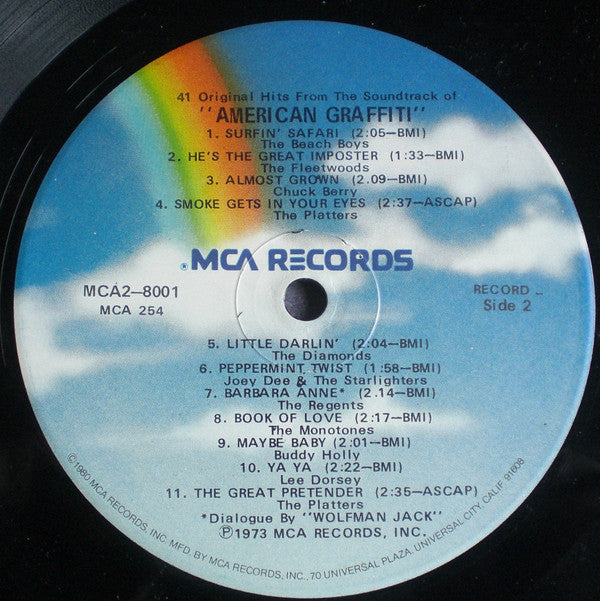 41 Original Hits From The Soundtrack of
"AMERICAN GRAFFITI"
1. SURFIN' SAFARI (2:05—BMI)
The Beach Boys
2. HE'S THE GREAT IMPOSTER (1:33—BMI)
The Fleetwoods
3. ALMOST GROWN (2.09—BMI)
Chuck Berry
4. SMOKE GETS IN YOUR EYES (2:37—ASCAP)
The Platters
®MCA RECORDS
MCA2—8001
MCA 254
RECORD _
Side 2
5. LITTLE DARLIN' (2:04—BMI)
The Diamonds
6. PEPPERMINT TWIST (1:58—BMI)
Joey Dee & The Starlighters
7. BARBARA ANNE* (2.14—BMI)
The Regents
8. BOOK OF LOVE (2:17—BMI)
The Monotones
9. MAYBE BABY (2:01—BMI)
Buddy Holly
10. YA YA (2:22—BMI)
Lee Dorsey
11. THE GREAT PRETENDER (2:35—ASCAP)
The Platters
*Dialogue By "WOLFMAN JACK"
℗1973 MCA RECORDS, INC.
©1980 MCA RECORDS, INC. MFD. BY MCA RECORDS, INC., 70 UNIVERSAL PLAZA, UNIVERSAL CITY, CALIF. 91608